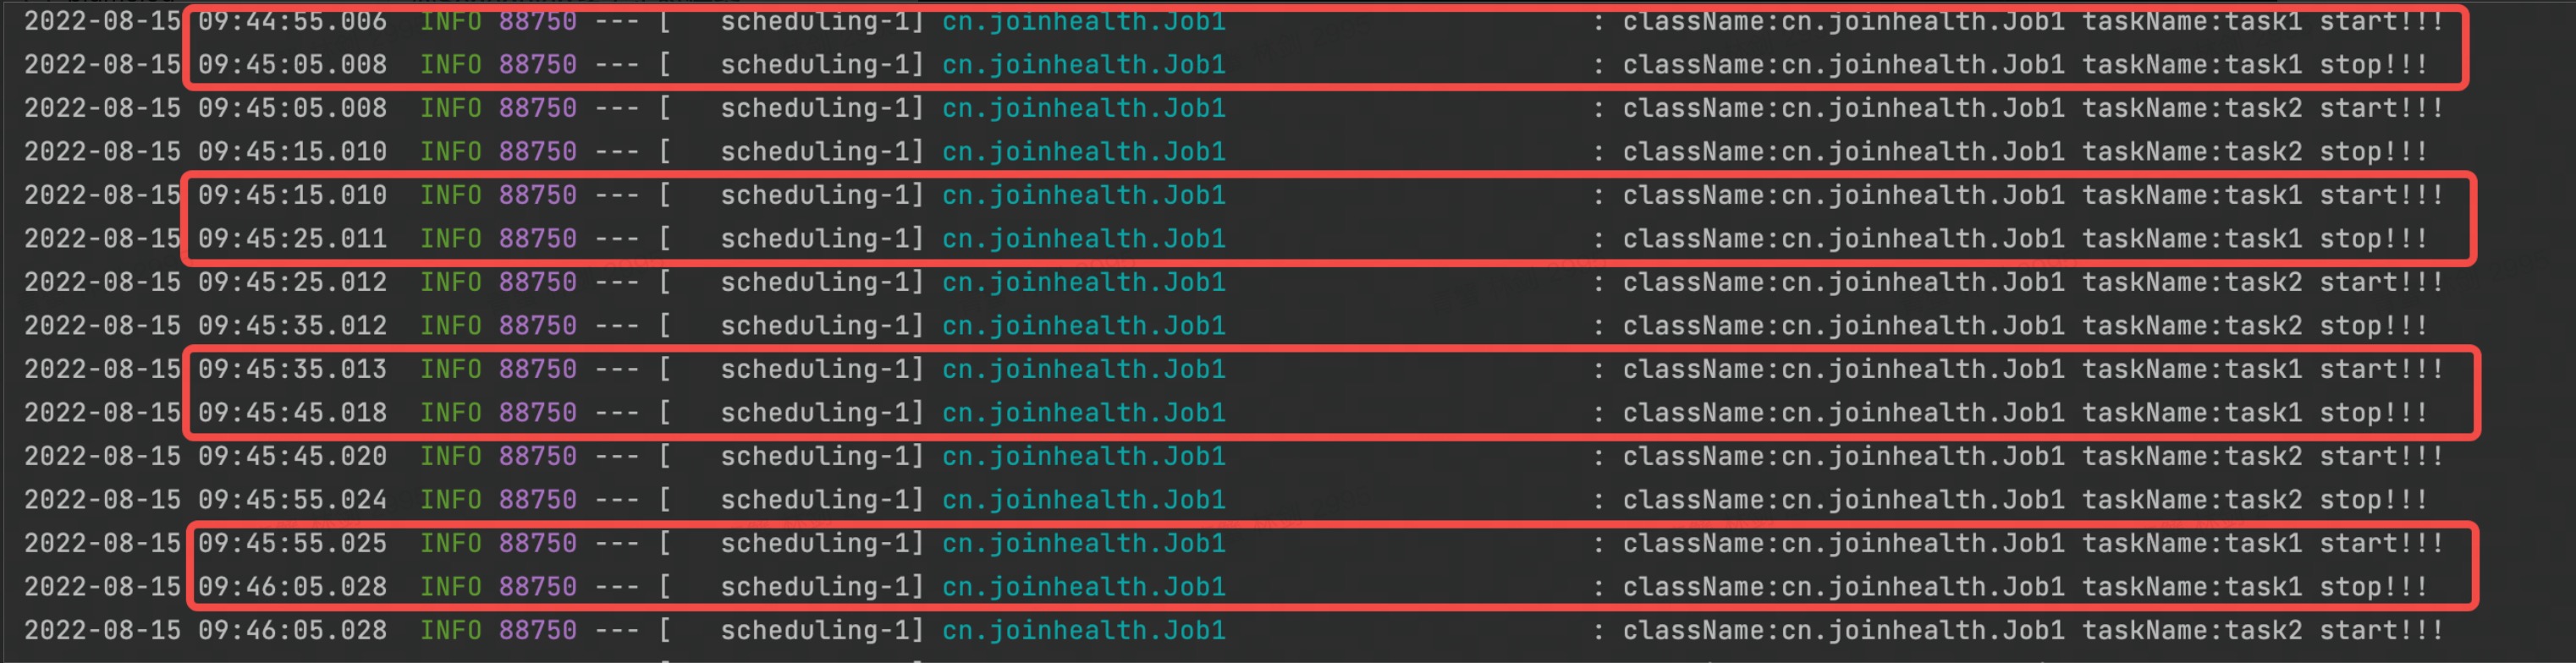 2022-08-15 09:44:55.006 INFO 88750 --- [ scheduling-1] cn.joinhealth.Job1 : className:cn.joinhealth.Job1 taskName:task1 start!!!
2022-08-15 09:45:05.008 INFO 88750 --- [ scheduling-1] cn.joinhealth.Job1 : className:cn.joinhealth.Job1 taskName:task1 stop!!!
2022-08-15 09:45:05.008 INFO 88750 --- [ scheduling-1] cn.joinhealth.Job1 : className:cn.joinhealth.Job1 taskName:task2 start!!!
2022-08-15 09:45:15.010 INFO 88750 --- [ scheduling-1] cn.joinhealth.Job1 : className:cn.joinhealth.Job1 taskName:task2 stop!!!
2022-08-15 09:45:15.010 INFO 88750 --- [ scheduling-1] cn.joinhealth.Job1 : className:cn.joinhealth.Job1 taskName:task1 start!!!
2022-08-15 09:45:25.011 INFO 88750 --- [ scheduling-1] cn.joinhealth.Job1 : className:cn.joinhealth.Job1 taskName:task1 stop!!!
2022-08-15 09:45:25.012 INFO 88750 --- [ scheduling-1] cn.joinhealth.Job1 : className:cn.joinhealth.Job1 taskName:task2 start!!!
2022-08-15 09:45:35.012 INFO 88750 --- [ scheduling-1] cn.joinhealth.Job1 : className:cn.joinhealth.Job1 taskName:task2 stop!!!
2022-08-15 09:45:35.013 INFO 88750 --- [ scheduling-1] cn.joinhealth.Job1 : className:cn.joinhealth.Job1 taskName:task1 start!!!
2022-08-15 09:45:45.018 INFO 88750 --- [ scheduling-1] cn.joinhealth.Job1 : className:cn.joinhealth.Job1 taskName:task1 stop!!!
2022-08-15 09:45:45.020 INFO 88750 --- [ scheduling-1] cn.joinhealth.Job1 : className:cn.joinhealth.Job1 taskName:task2 start!!!
2022-08-15 09:45:55.024 INFO 88750 --- [ scheduling-1] cn.joinhealth.Job1 : className:cn.joinhealth.Job1 taskName:task2 stop!!!
2022-08-15 09:45:55.025 INFO 88750 --- [ scheduling-1] cn.joinhealth.Job1 : className:cn.joinhealth.Job1 taskName:task1 start!!!
2022-08-15 09:46:05.028 INFO 88750 --- [ scheduling-1] cn.joinhealth.Job1 : className:cn.joinhealth.Job1 taskName:task1 stop!!!
2022-08-15 09:46:05.028 INFO 88750 --- [ scheduling-1] cn.joinhealth.Job1 : className:cn.joinhealth.Job1 taskName:task2 start!!!